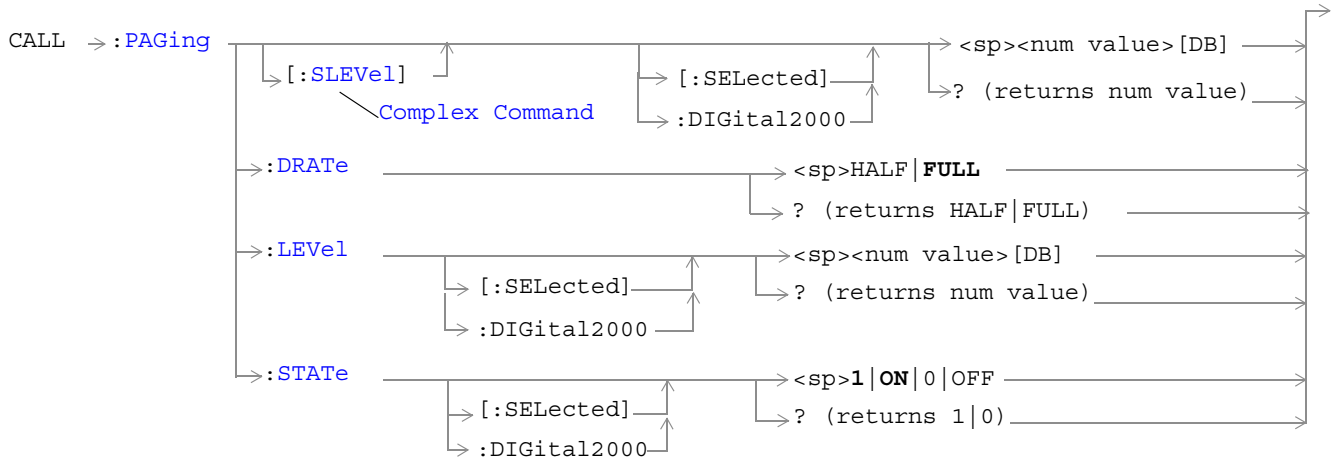 CALL :PAGing <sp><num value>[DB]
[:SLEVel] [:SELected] ? (returns num value)
Complex Command :DIGital2000
:DRATe <sp>HALF|FULL
? (returns HALF|FULL)
:LEVel <sp><num value>[DB]
[:SELected] ? (returns num value)
:DIGital2000
:STATe <sp>1|ON|0|OFF
[:SELected] ? (returns 1|0)
:DIGital2000